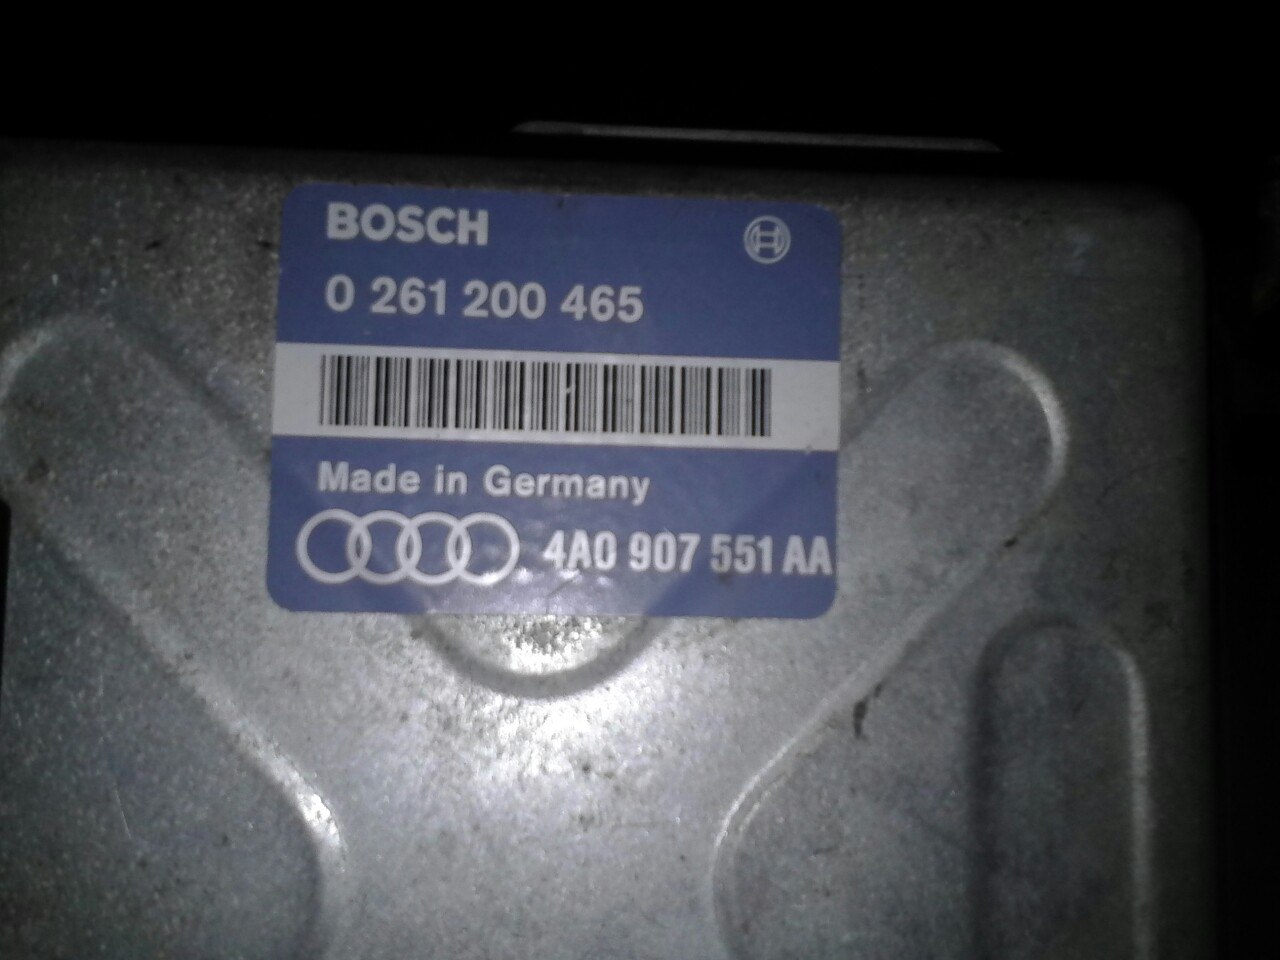 BOSCH
0 261 200 465
Made in Germany
4A0 907 551 AA